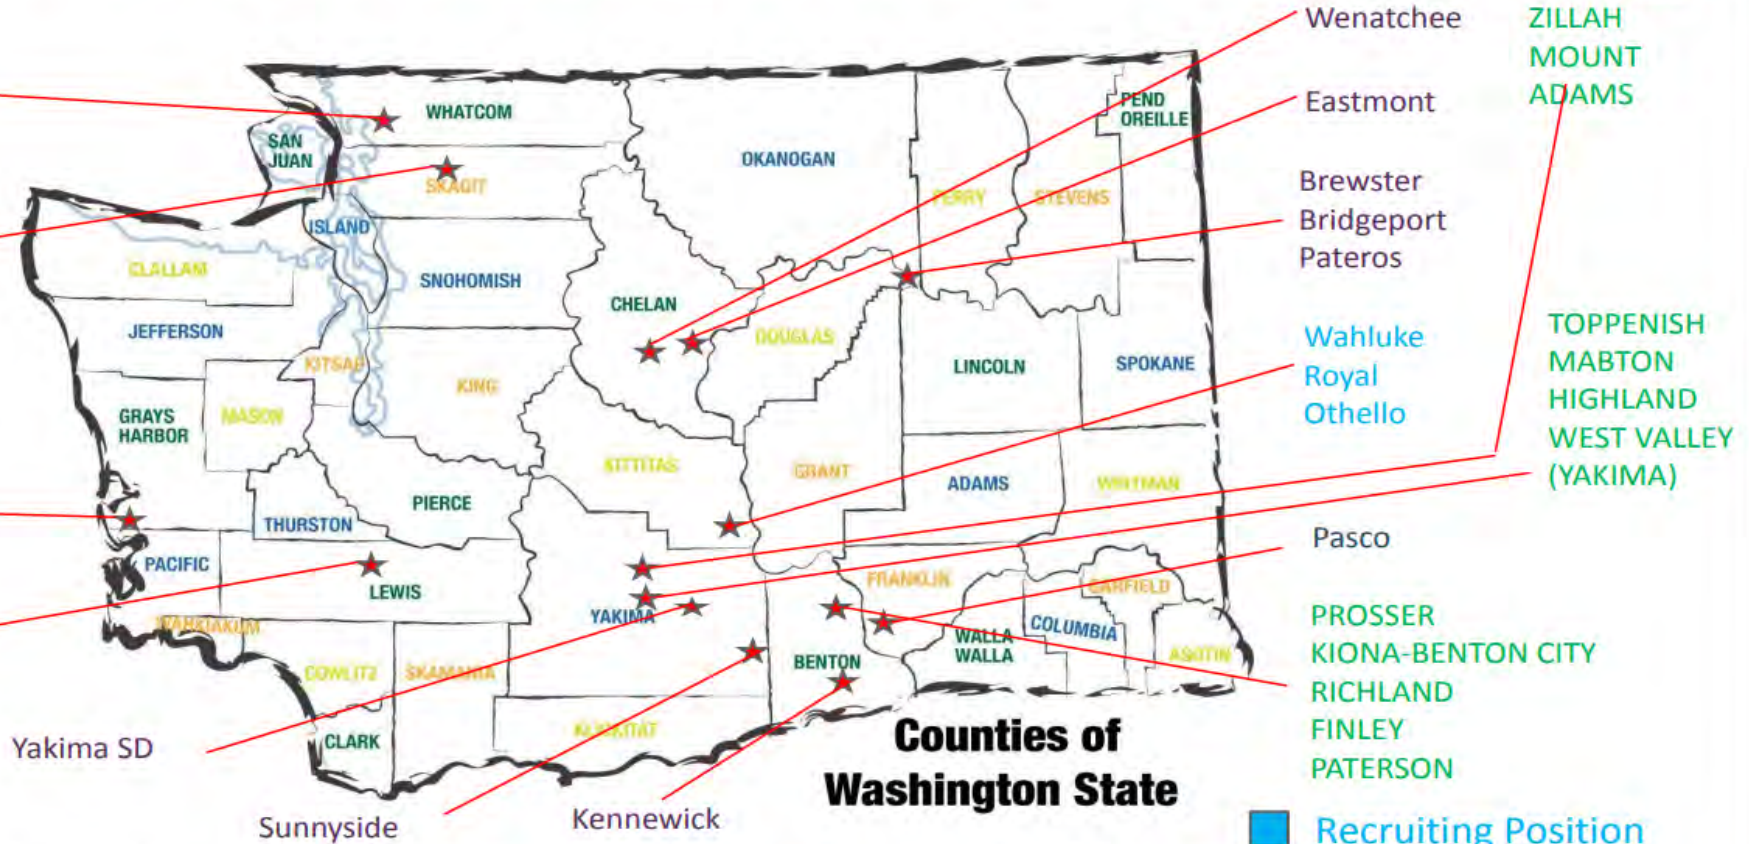 Wenatchee
ZILLAH
MOUNT
ADAMS
Eastmont
WHATCOM
PEND
OREILLE
SAN
JUAN
OKANOGAN
SKAGIT
FERRY
STEVENS
Brewster
Bridgeport
Pateros
ISLAND
CLALLAM
SNOHOMISH
CHELAN
JEFFERSON
DOUGLAS
Wahluke
Royal
Othello
TOPPENISH
MABTON
HIGHLAND
WEST VALLEY
(YAKIMA)
KITSAP
KING
LINCOLN
SPOKANE
GRAYS
HARBOR
MASON
KITTITAS
GRANT
ADAMS
WHITMAN
PIERCE
THURSTON
Pasco
PACIFIC
LEWIS
FRANKLIN
GARFIELD
YAKIMA
WAHKIAKUM
COLUMBIA
WALLA
WALLA
PROSSER
KIONA-BENTON CITY
RICHLAND
FINLEY
PATERSON
COWLITZ
SKAMANIA
BENTON
ASOTIN
KLICKITAT
CLARK
Yakima SD
Counties of
Washington State
Sunnyside
Kennewick
Recruiting Position